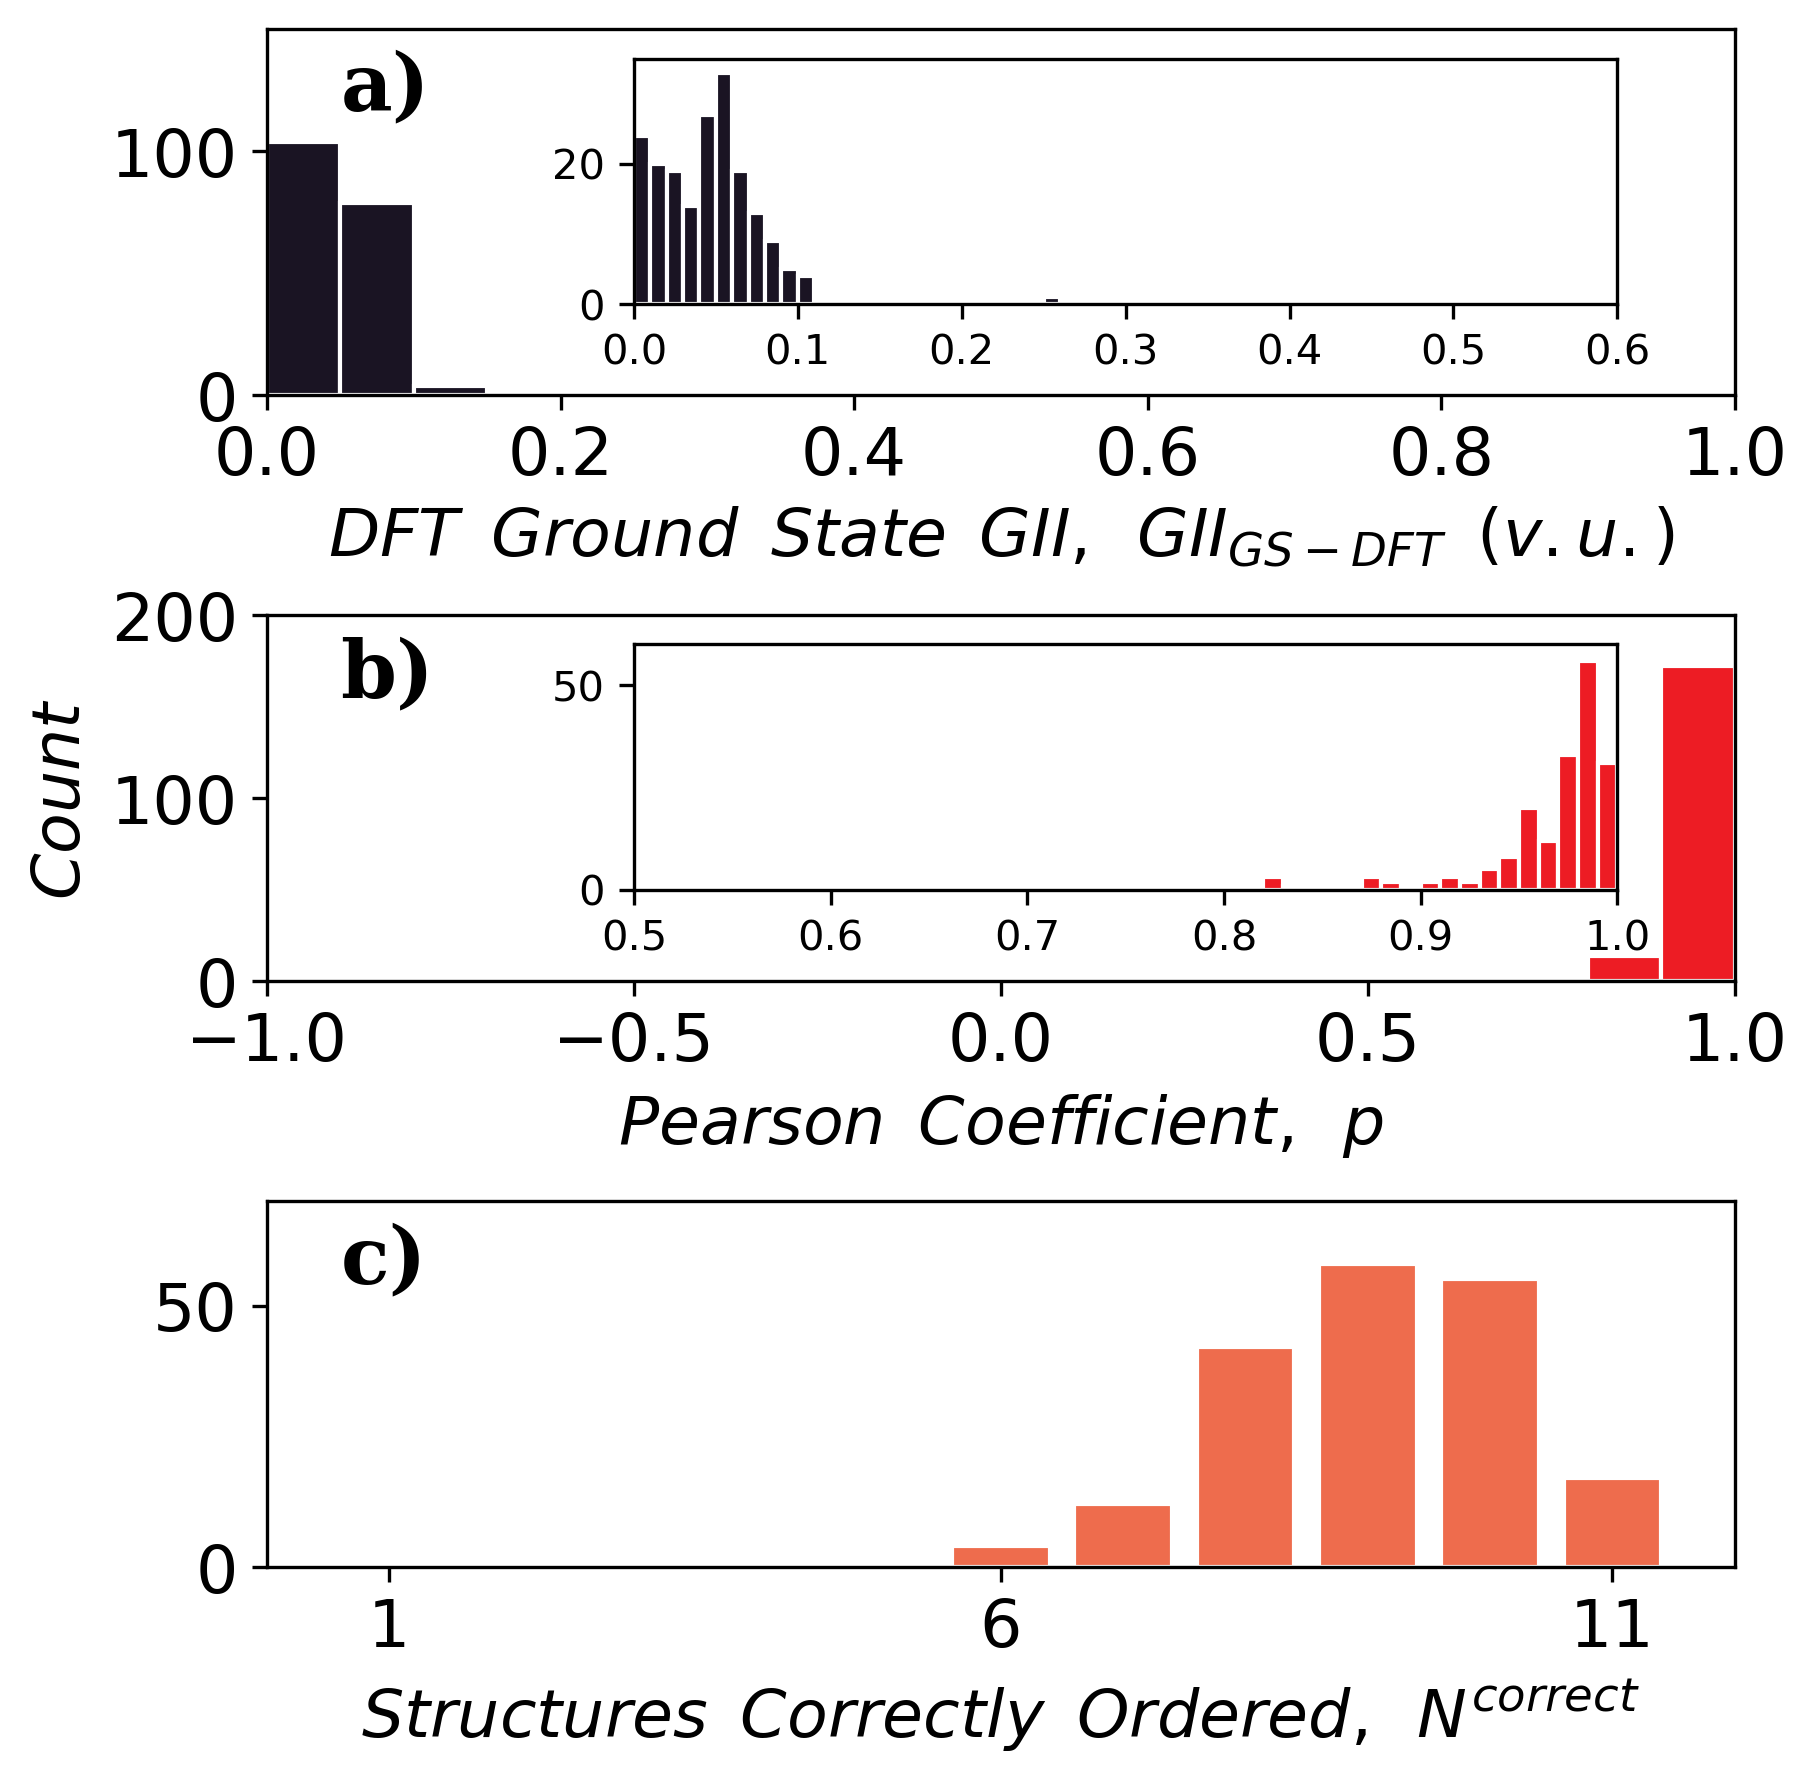 a)
100
0
20
0
0.0 0.1 0.2 0.3 0.4 0.5 0.6
0.0 0.2 0.4 0.6 0.8 1.0
DFT Ground State GII, GII_{GS-DFT} (v.u.)
Count
b)
200
100
0
50
0
0.5 0.6 0.7 0.8 0.9 1.0
−1.0 −0.5 0.0 0.5 1.0
Pearson Coefficient, p
c)
50
0
1 6 11
Structures Correctly Ordered, N^{correct}